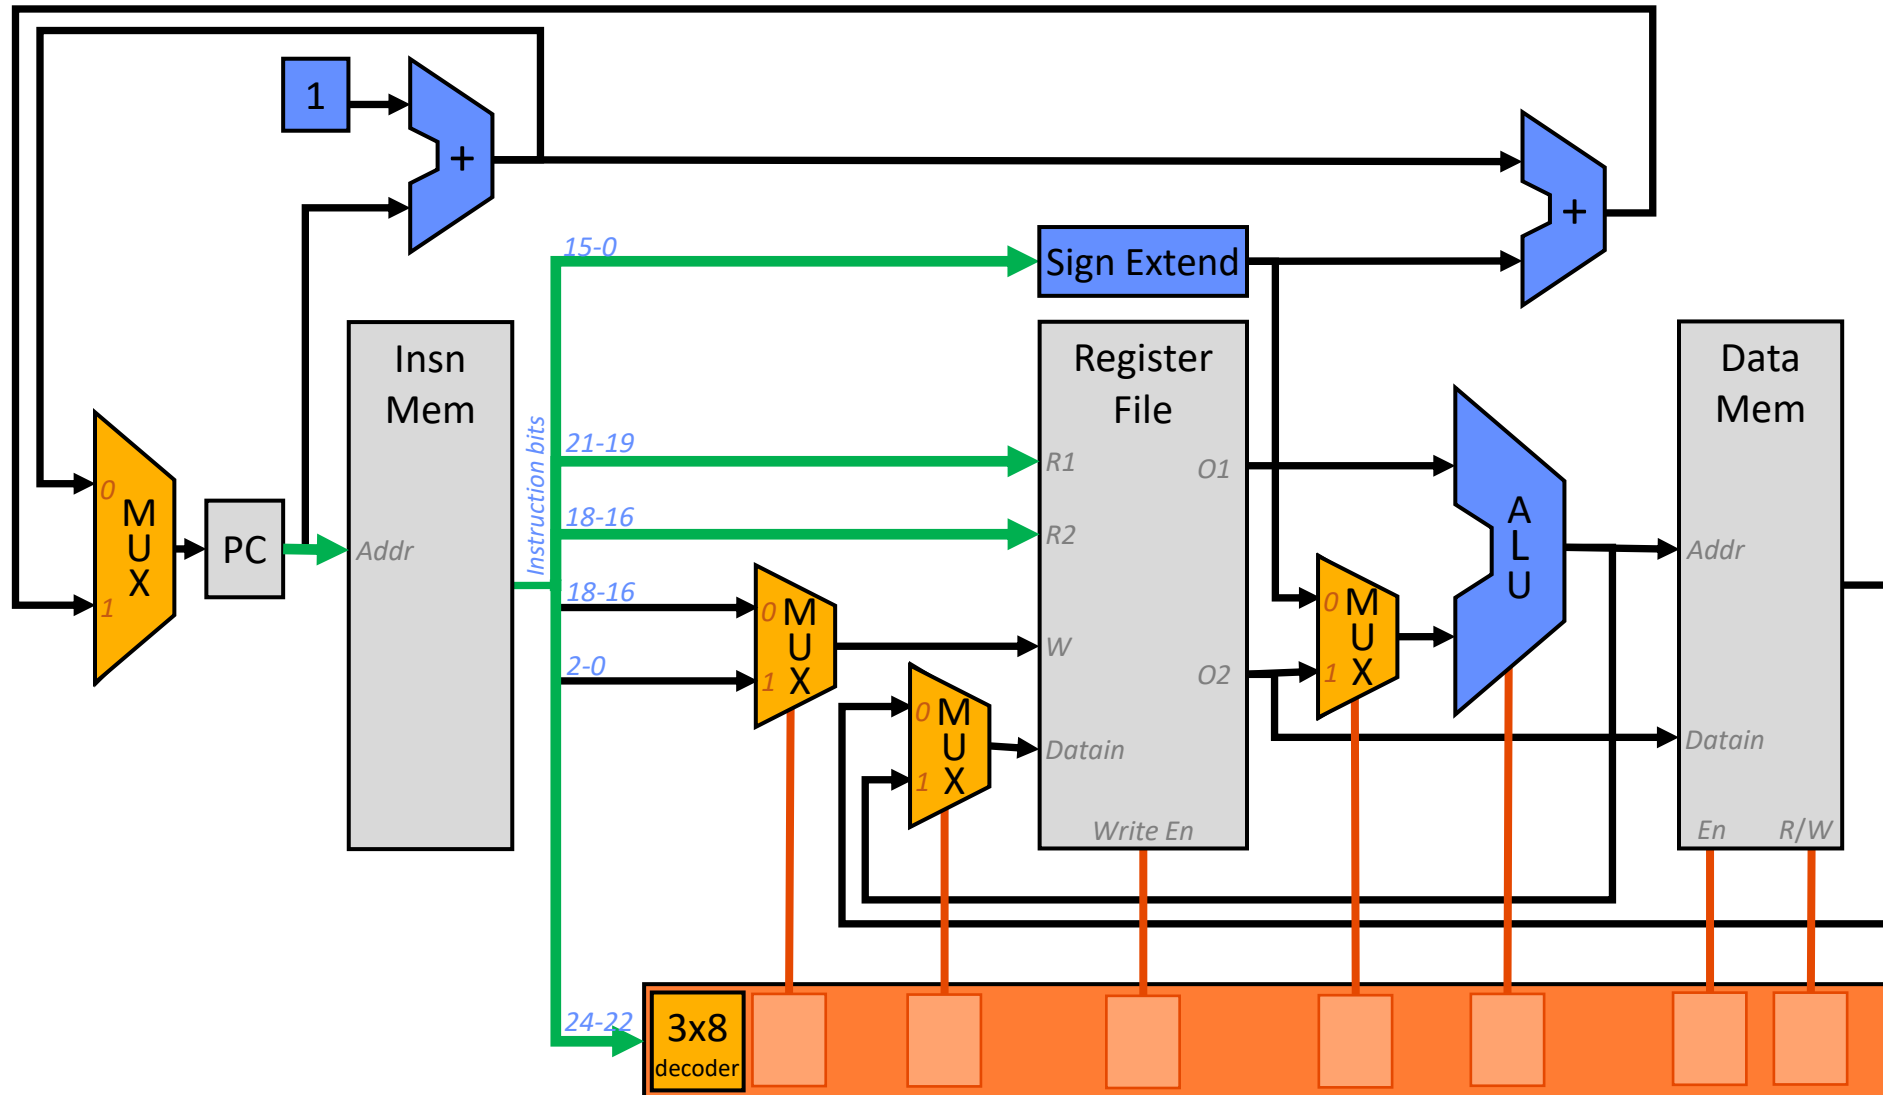 1
+
+
15-0
Sign Extend
Insn
Mem
Register
File
Data
Mem
Instruction bits
21-19
R1
O1
18-16
R2
0
M
U
X
1
PC
Addr
A
L
U
Addr
18-16
2-0
0
M
U
X
1
W
0
M
U
X
1
O2
0
M
U
X
1
Datain
Datain
Write En
En
R/W
24-22
3x8
decoder